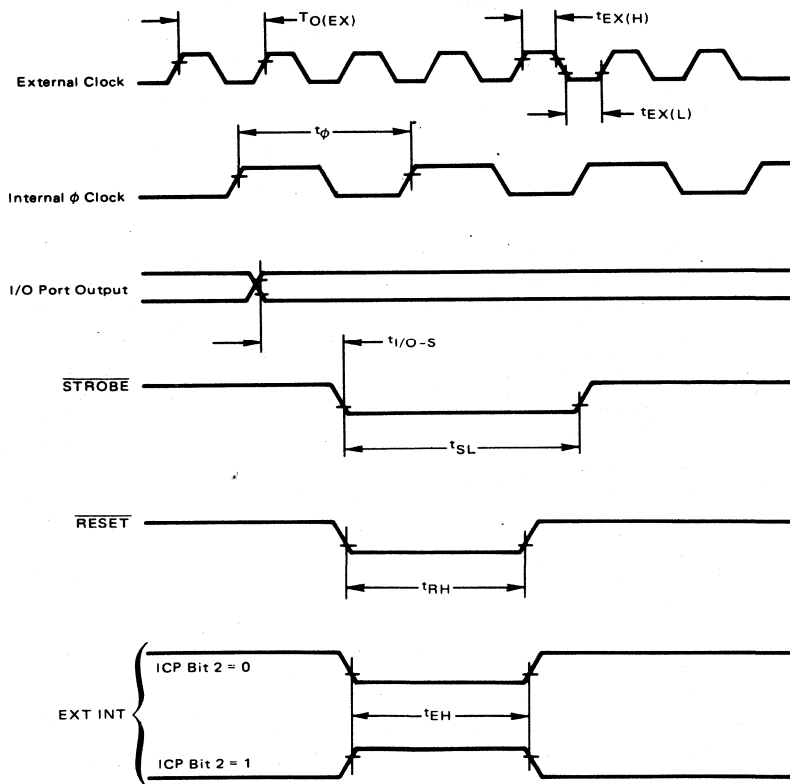 TO(EX)
tEX(H)
External Clock
tEX(L)
tϕ
Internal ϕ Clock
I/O Port Output
tI/O-S
STROBE
tSL
RESET
tRH
ICP Bit 2 = 0
EXT INT
tEH
ICP Bit 2 = 1